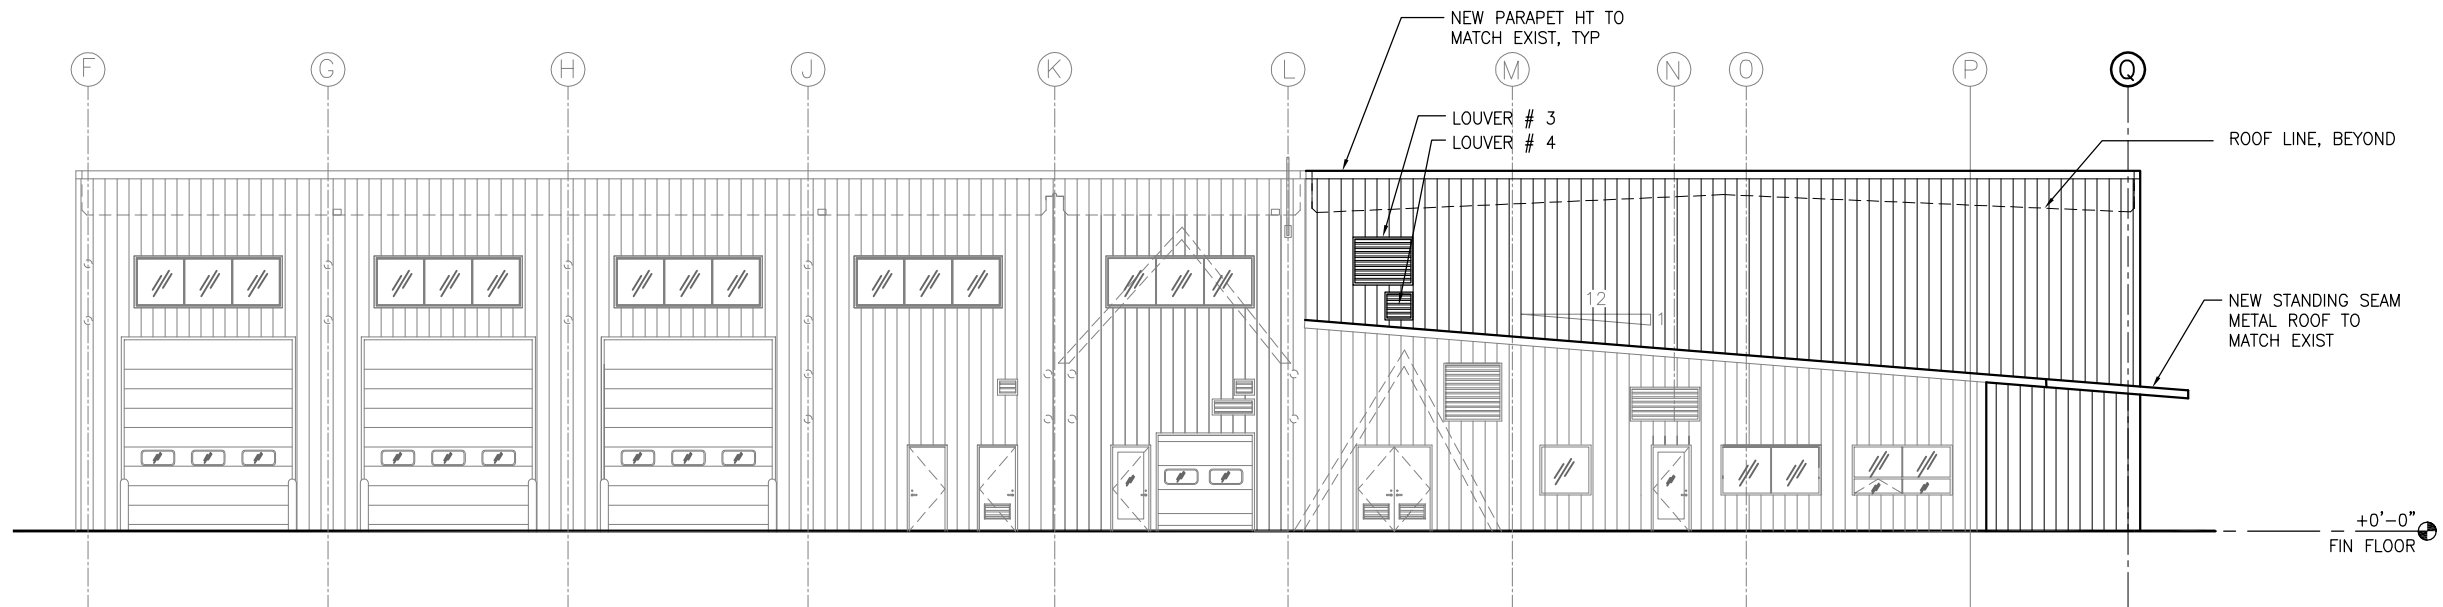 NEW PARAPET HT TO
MATCH EXIST, TYP
F
G
H
J
K
L
M
N
O
P
Q
LOUVER # 3
LOUVER # 4
ROOF LINE, BEYOND
12
1
NEW STANDING SEAM
METAL ROOF TO
MATCH EXIST
+0'-0"
FIN FLOOR